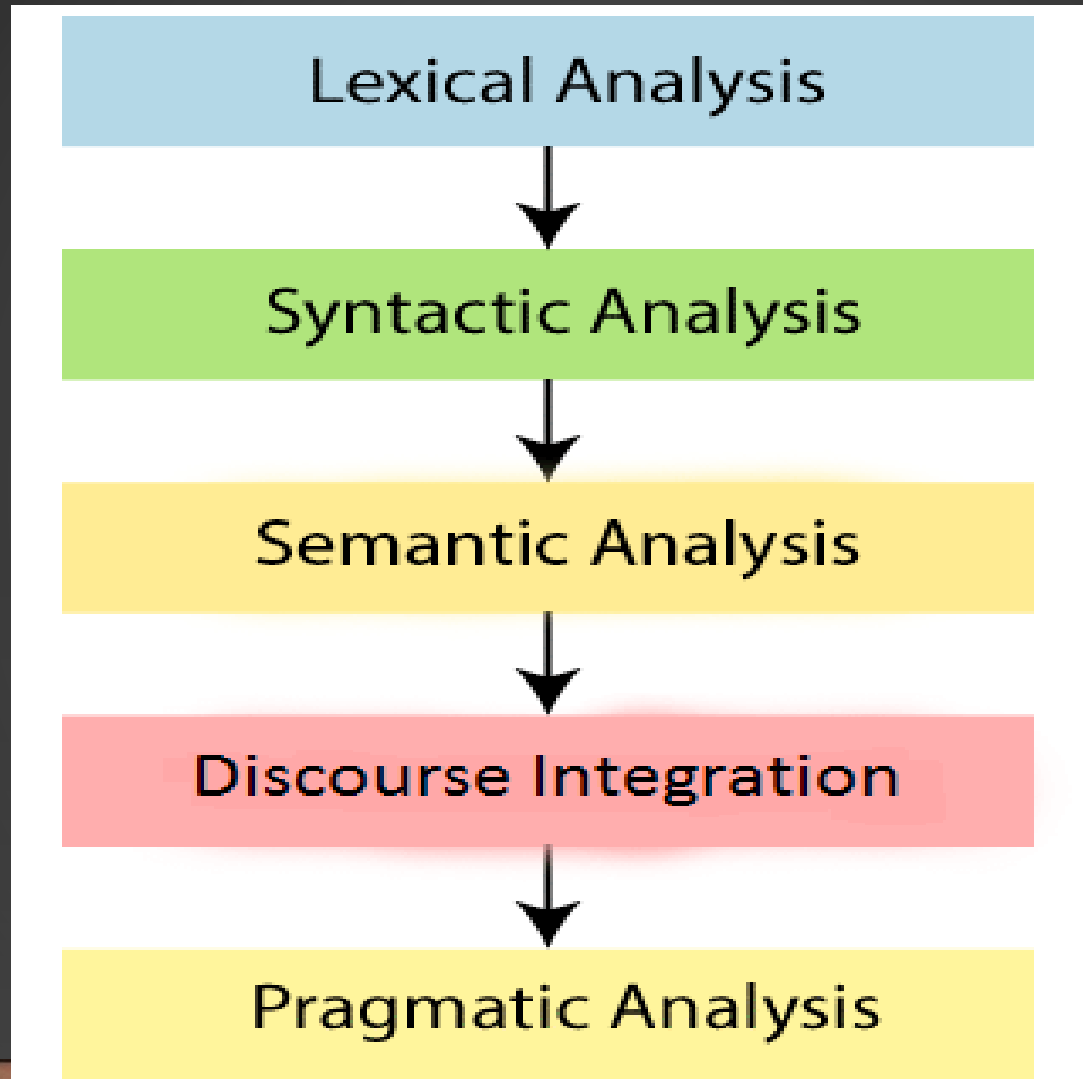 Lexical Analysis
Syntactic Analysis
Semantic Analysis
Discourse Integration
Pragmatic Analysis